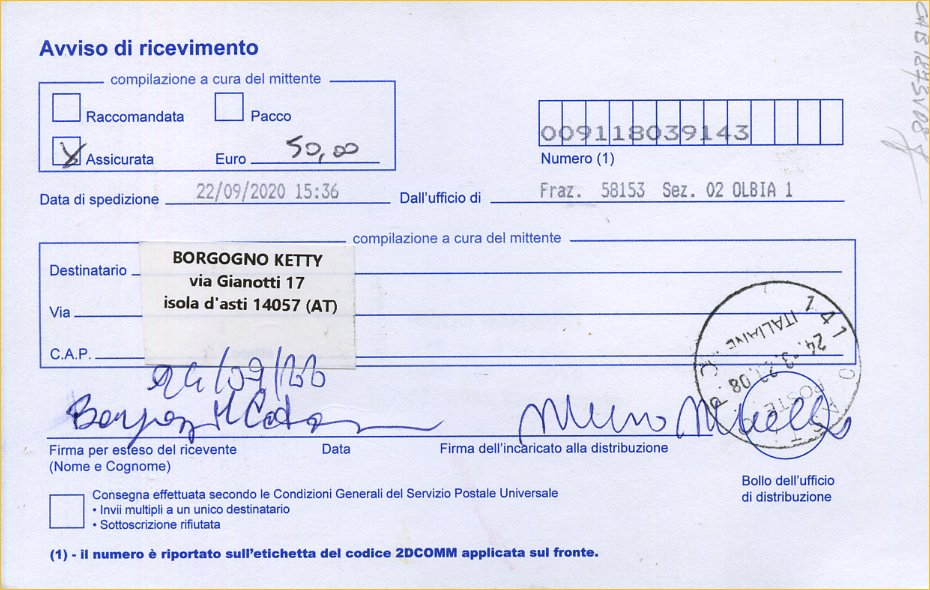 Avviso di ricevimento
compilazione a cura del mittente
Raccomandata
Pacco
Assicurata
Euro 50,00
009118039143
Numero (1)
Data di spedizione 22/09/2020 15:36
Dall'ufficio di Fraz. 58153 Sez. 02 OLBIA 1
compilazione a cura del mittente
Destinatario
BORGOGNO KETTY
via Gianotti 17
isola d'asti 14057 (AT)
Via
C.A.P.
POSTE ITALIANE
Firma per esteso del ricevente
(Nome e Cognome)
Data
Firma dell'incaricato alla distribuzione
Bollo dell'ufficio
di distribuzione
Consegna effettuata secondo le Condizioni Generali del Servizio Postale Universale
• Invii multipli a un unico destinatario
• Sottoscrizione rifiutata
(1) - il numero è riportato sull'etichetta del codice 2DCOMM applicata sul fronte.